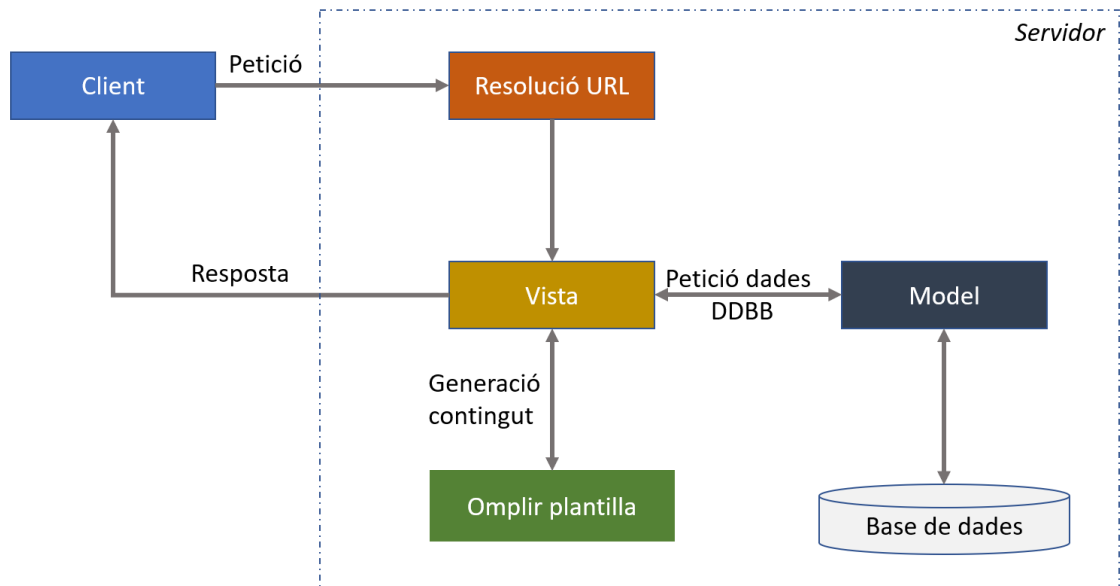 Servidor
Petició
Client
Resolució URL
Resposta
Vista
Petició dades
DDBB
Model
Generació
contingut
Omplir plantilla
Base de dades